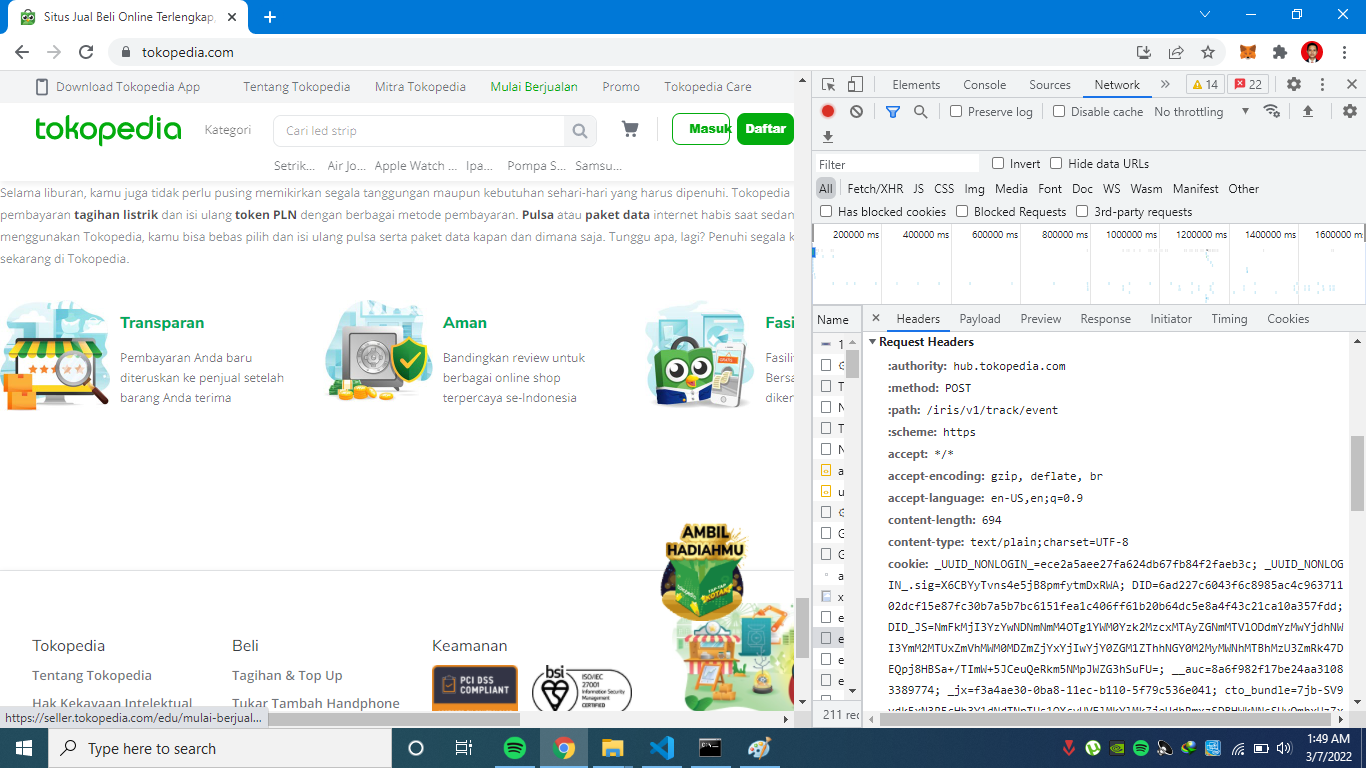 Situs Jual Beli Online Terlengkap,
tokopedia.com
Download Tokopedia App
Tentang Tokopedia
Mitra Tokopedia
Mulai Berjualan
Promo
Tokopedia Care
tokopedia
Kategori
Cari led strip
Masuk
Daftar
Setrik...
Air Jo...
Apple Watch ...
Ipa...
Pompa S...
Samsu...
Selama liburan, kamu juga tidak perlu pusing memikirkan segala tanggungan maupun kebutuhan sehari-hari yang harus dipenuhi. Tokopedia
pembayaran tagihan listrik dan isi ulang token PLN dengan berbagai metode pembayaran. Pulsa atau paket data internet habis saat sedan
menggunakan Tokopedia, kamu bisa bebas pilih dan isi ulang pulsa serta paket data kapan dan dimana saja. Tunggu apa, lagi? Penuhi segala k
sekarang di Tokopedia.
Transparan
Pembayaran Anda baru
diteruskan ke penjual setelah
barang Anda terima
Aman
Bandingkan review untuk
berbagai online shop
terpercaya se-Indonesia
Fasi
Fasilit
Bersa
diker
AMBIL
HADIAHMU
TAP TAP
KOTAK
Tokopedia
Tentang Tokopedia
Hak Kekayaan Intelektual
Beli
Tagihan & Top Up
Tukar Tambah Handphone
Keamanan
PCI DSS
COMPLIANT
bsi
ISO/IEC
27001
Information Security
Management
CERTIFIED
https://seller.tokopedia.com/edu/mulai-berjual...
Elements
Console
Sources
Network
14
22
Preserve log
Disable cache
No throttling
Filter
Invert
Hide data URLs
All
Fetch/XHR
JS
CSS
Img
Media
Font
Doc
WS
Wasm
Manifest
Other
Has blocked cookies
Blocked Requests
3rd-party requests
200000 ms
400000 ms
600000 ms
800000 ms
1000000 ms
1200000 ms
1400000 ms
1600000 ms
Name
1
G
T
N
T
N
a
u
G
G
G
a
x
e
e
e
e
211 rec
Headers
Payload
Preview
Response
Initiator
Timing
Cookies
Request Headers
:authority: hub.tokopedia.com
:method: POST
:path: /iris/v1/track/event
:scheme: https
accept: */*
accept-encoding: gzip, deflate, br
accept-language: en-US,en;q=0.9
content-length: 694
content-type: text/plain;charset=UTF-8
cookie: _UUID_NONLOGIN_=ece2a5aee27fa624db67fb84f2faeb3c; _UUID_NONLOG
IN_.sig=X6CBYyTvns4e5jB8pmfytmDxRWA; DID=6ad227c6043f6c8985ac4c963711
02dcf15e87fc30b7a5b7bc6151fea1c406ff61b20b64dc5e8a4f43c21ca10a357fdd;
DID_JS=NmFkMjI3YzYwNDNmNmM4OTg1YWM0Yzk2MzcxMTAyZGNmMTVlODdmYzMwYjdhNW
I3YmM2MTUxZmVhMWM0MDZmZjYxYjIwYjY0ZGM1ZThhNGY0M2MyMWNhMTBhMzU3ZmRk47D
EQpj8HBSa+/TImW+5JCeuQeRkm5NMpJWZG3hSuFU=; __auc=8a6f982f17be24aa3108
3389774; _jx=f3a4ae30-0ba8-11ec-b110-5f79c536e041; cto_bundle=7jb-SV9
Type here to search
1:49 AM
3/7/2022